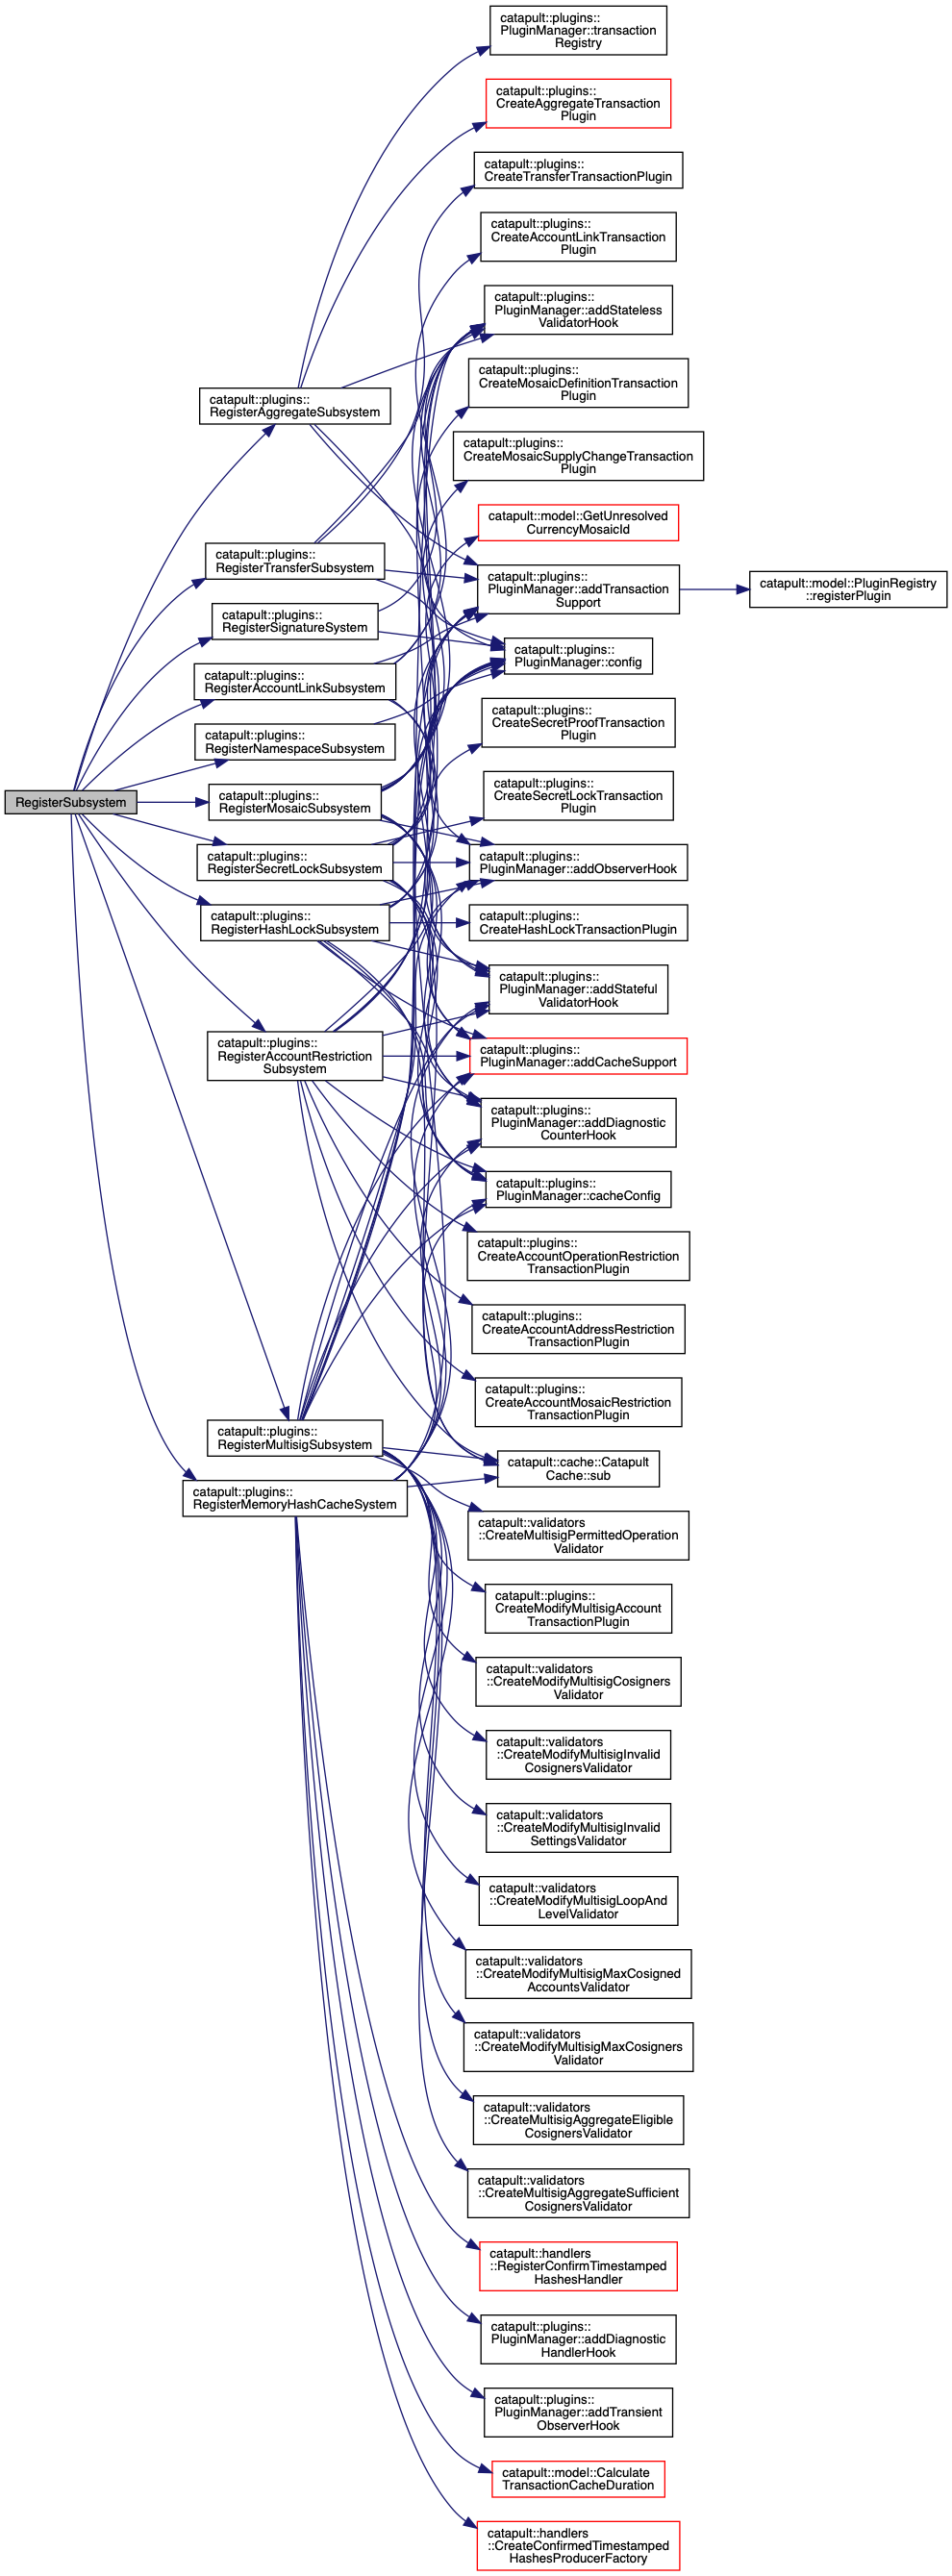 RegisterSubsystem
catapult::plugins::
RegisterAggregateSubsystem
catapult::plugins::
RegisterTransferSubsystem
catapult::plugins::
RegisterSignatureSystem
catapult::plugins::
RegisterAccountLinkSubsystem
catapult::plugins::
RegisterNamespaceSubsystem
catapult::plugins::
RegisterMosaicSubsystem
catapult::plugins::
RegisterSecretLockSubsystem
catapult::plugins::
RegisterHashLockSubsystem
catapult::plugins::
RegisterAccountRestriction
Subsystem
catapult::plugins::
RegisterMultisigSubsystem
catapult::plugins::
RegisterMemoryHashCacheSystem
catapult::plugins::
PluginManager::transaction
Registry
catapult::plugins::
CreateAggregateTransaction
Plugin
catapult::plugins::
CreateTransferTransactionPlugin
catapult::plugins::
CreateAccountLinkTransaction
Plugin
catapult::plugins::
PluginManager::addStateless
ValidatorHook
catapult::plugins::
CreateMosaicDefinitionTransaction
Plugin
catapult::plugins::
CreateMosaicSupplyChangeTransaction
Plugin
catapult::model::GetUnresolved
CurrencyMosaicId
catapult::plugins::
PluginManager::addTransaction
Support
catapult::model::PluginRegistry
::registerPlugin
catapult::plugins::
PluginManager::config
catapult::plugins::
CreateSecretProofTransaction
Plugin
catapult::plugins::
CreateSecretLockTransaction
Plugin
catapult::plugins::
PluginManager::addObserverHook
catapult::plugins::
CreateHashLockTransactionPlugin
catapult::plugins::
PluginManager::addStateful
ValidatorHook
catapult::plugins::
PluginManager::addCacheSupport
catapult::plugins::
PluginManager::addDiagnostic
CounterHook
catapult::plugins::
PluginManager::cacheConfig
catapult::plugins::
CreateAccountOperationRestriction
TransactionPlugin
catapult::plugins::
CreateAccountAddressRestriction
TransactionPlugin
catapult::plugins::
CreateAccountMosaicRestriction
TransactionPlugin
catapult::cache::Catapult
Cache::sub
catapult::validators
::CreateMultisigPermittedOperation
Validator
catapult::plugins::
CreateModifyMultisigAccount
TransactionPlugin
catapult::validators
::CreateModifyMultisigCosigners
Validator
catapult::validators
::CreateModifyMultisigInvalid
CosignersValidator
catapult::validators
::CreateModifyMultisigInvalid
SettingsValidator
catapult::validators
::CreateModifyMultisigLoopAnd
LevelValidator
catapult::validators
::CreateModifyMultisigMaxCosigned
AccountsValidator
catapult::validators
::CreateModifyMultisigMaxCosigners
Validator
catapult::validators
::CreateMultisigAggregateEligible
CosignersValidator
catapult::validators
::CreateMultisigAggregateSufficient
CosignersValidator
catapult::handlers
::RegisterConfirmTimestamped
HashesHandler
catapult::plugins::
PluginManager::addDiagnostic
HandlerHook
catapult::plugins::
PluginManager::addTransient
ObserverHook
catapult::model::Calculate
TransactionCacheDuration
catapult::handlers
::CreateConfirmedTimestamped
HashesProducerFactory